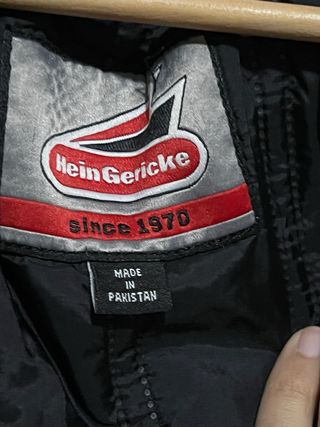 HeinGericke
since 1970
MADE
IN
PAKISTAN